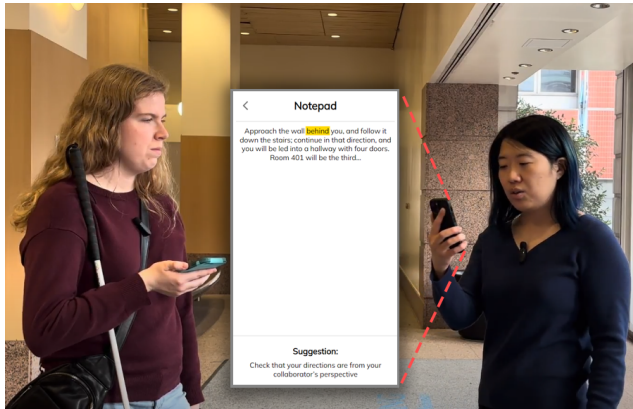 Notepad
Approach the wall behind you, and follow it
down the stairs; continue in that direction, and
you will be led into a hallway with four doors.
Room 401 will be the third...
Suggestion:
Check that your directions are from your
collaborator's perspective